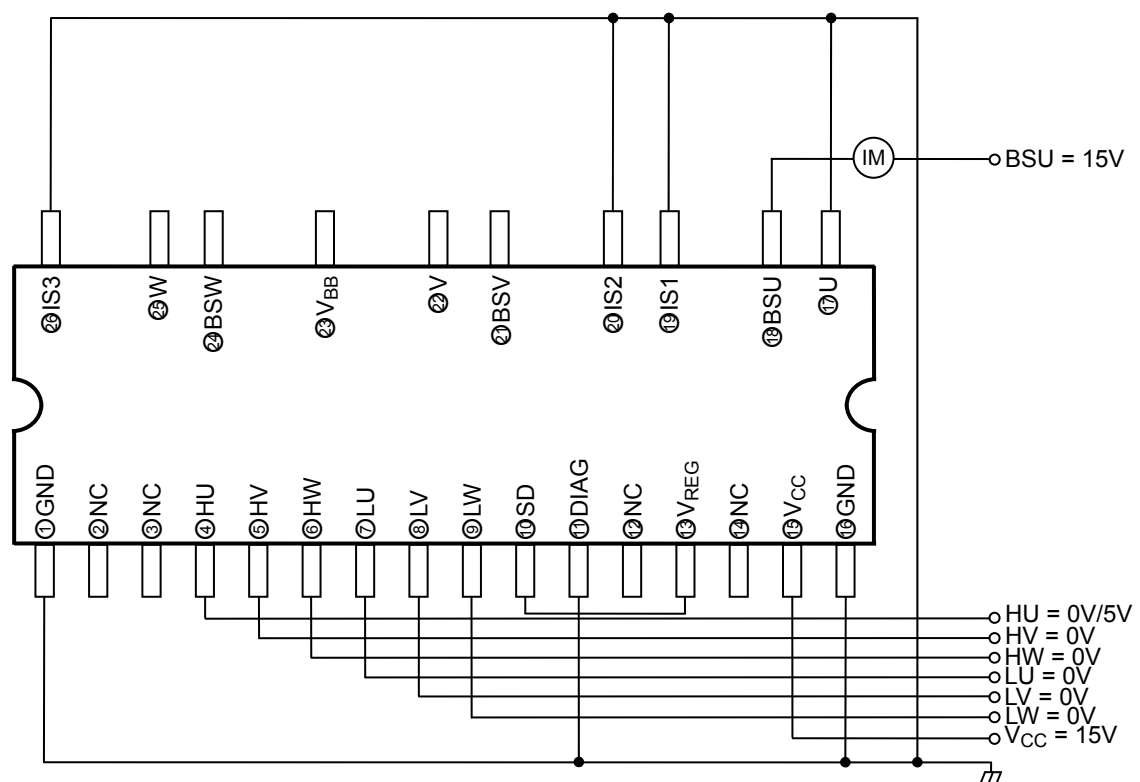 IM
BSU = 15V
㉖IS3
㉕W
㉔BSW
㉓VBB
㉒V
㉑BSV
⑳IS2
⑲IS1
⑱BSU
⑰U
①GND
②NC
③NC
④HU
⑤HV
⑥HW
⑦LU
⑧LV
⑨LW
⑩SD
⑪DIAG
⑫NC
⑬VREG
⑭NC
⑮VCC
⑯GND
HU = 0V/5V
HV = 0V
HW = 0V
LU = 0V
LV = 0V
LW = 0V
VCC = 15V